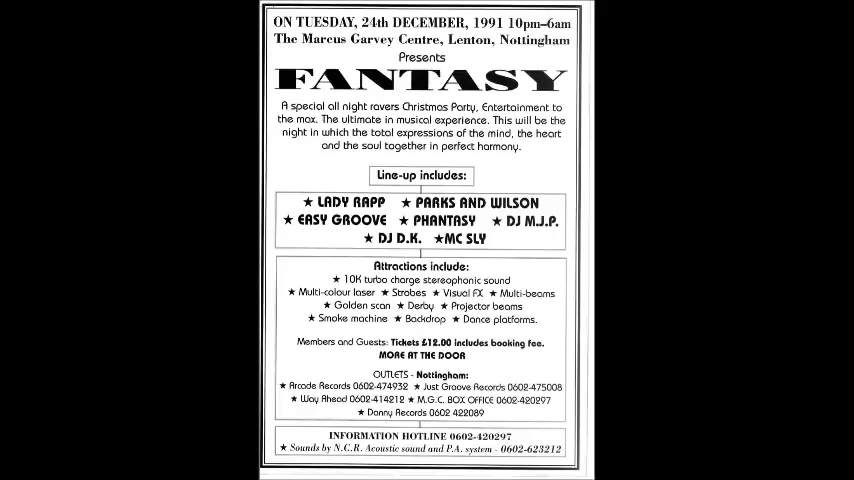 ON TUESDAY, 24th DECEMBER, 1991 10pm–6am
The Marcus Garvey Centre, Lenton, Nottingham
Presents
FANTASY
A special all night ravers Christmas Party, Entertainment to
the max. The ultimate in musical experience. This will be the
night in which the total expressions of the mind, the heart
and the soul together in perfect harmony.
Line-up includes:
★ LADY RAPP ★ PARKS AND WILSON
★ EASY GROOVE ★ PHANTASY ★ DJ M.J.P.
★ DJ D.K. ★MC SLY
Attractions include:
★ 10K turbo charge stereophonic sound
★ Multi-colour laser ★ Strobes ★ Visual FX ★ Multi-beams
★ Golden scan ★ Derby ★ Projector beams
★ Smoke machine ★ Backdrop ★ Dance platforms.
Members and Guests: Tickets £12.00 includes booking fee.
MORE AT THE DOOR
OUTLETS - Nottingham:
★ Arcade Records 0602-474932 ★ Just Groove Records 0602-475008
★ Way Ahead 0602-414212 ★ M.G.C. BOX OFFICE 0602-420297
★ Danny Records 0602 422089
INFORMATION HOTLINE 0602-420297
★ Sounds by N.C.R. Acoustic sound and P.A. system - 0602-623212